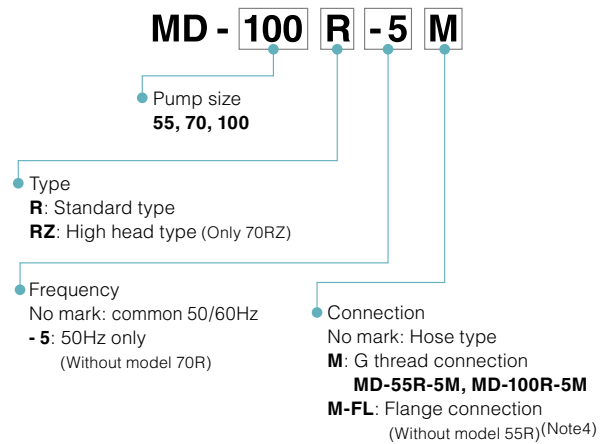 MD - 100 R - 5 M
Pump size
55, 70, 100
Type
R: Standard type
RZ: High head type (Only 70RZ)
Frequency
No mark: common 50/60Hz
- 5: 50Hz only
(Without model 70R)
Connection
No mark: Hose type
M: G thread connection
MD-55R-5M, MD-100R-5M
M-FL: Flange connection
(Without model 55R)(Note4)